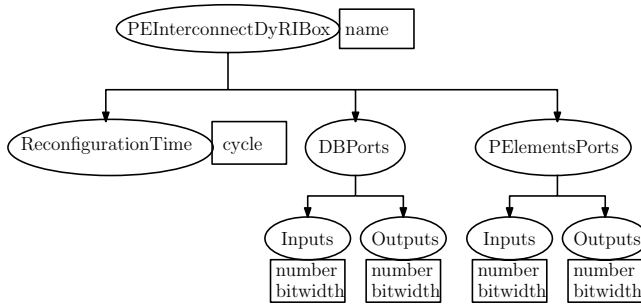 PEInterconnectDyRIBox name
ReconfigurationTime cycle DBPorts PElementsPorts
Inputs Outputs Inputs Outputs
number number number number
bitwidth bitwidth bitwidth bitwidth